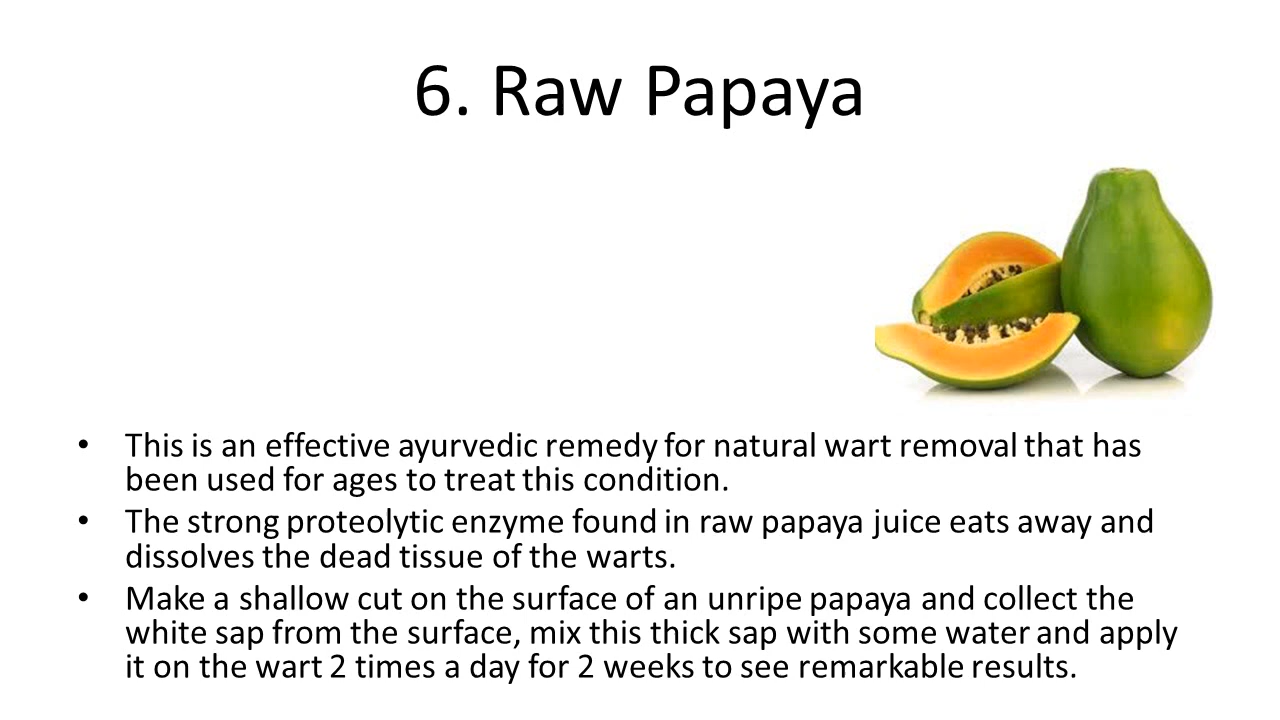 6. Raw Papaya
• This is an effective ayurvedic remedy for natural wart removal that has
been used for ages to treat this condition.
• The strong proteolytic enzyme found in raw papaya juice eats away and
dissolves the dead tissue of the warts.
• Make a shallow cut on the surface of an unripe papaya and collect the
white sap from the surface, mix this thick sap with some water and apply
it on the wart 2 times a day for 2 weeks to see remarkable results.